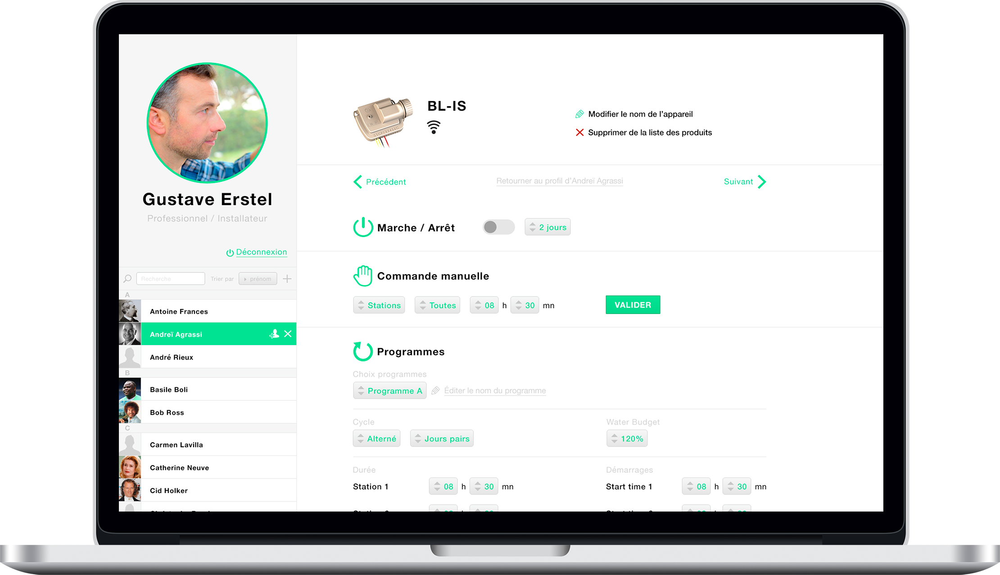 Gustave Erstel
Professionnel / Installateur
Déconnexion
Recherche
Trier par
prénom
A
Antoine Frances
Andreï Agrassi
André Rieux
B
Basile Boli
Bob Ross
C
Carmen Lavilla
Catherine Neuve
Cid Holker
BL-IS
Modifier le nom de l’appareil
Supprimer de la liste des produits
Précédent
Retourner au profil d’Andreï Agrassi
Suivant
Marche / Arrêt
2 jours
Commande manuelle
Stations Toutes 08 h 30 mn
VALIDER
Programmes
Choix programmes
Programme A
Éditer le nom du programme
Cycle
Alterné Jours pairs
Water Budget
120%
Durée
Station 1 08 h 30 mn
Démarrages
Start time 1 08 h 30 mn